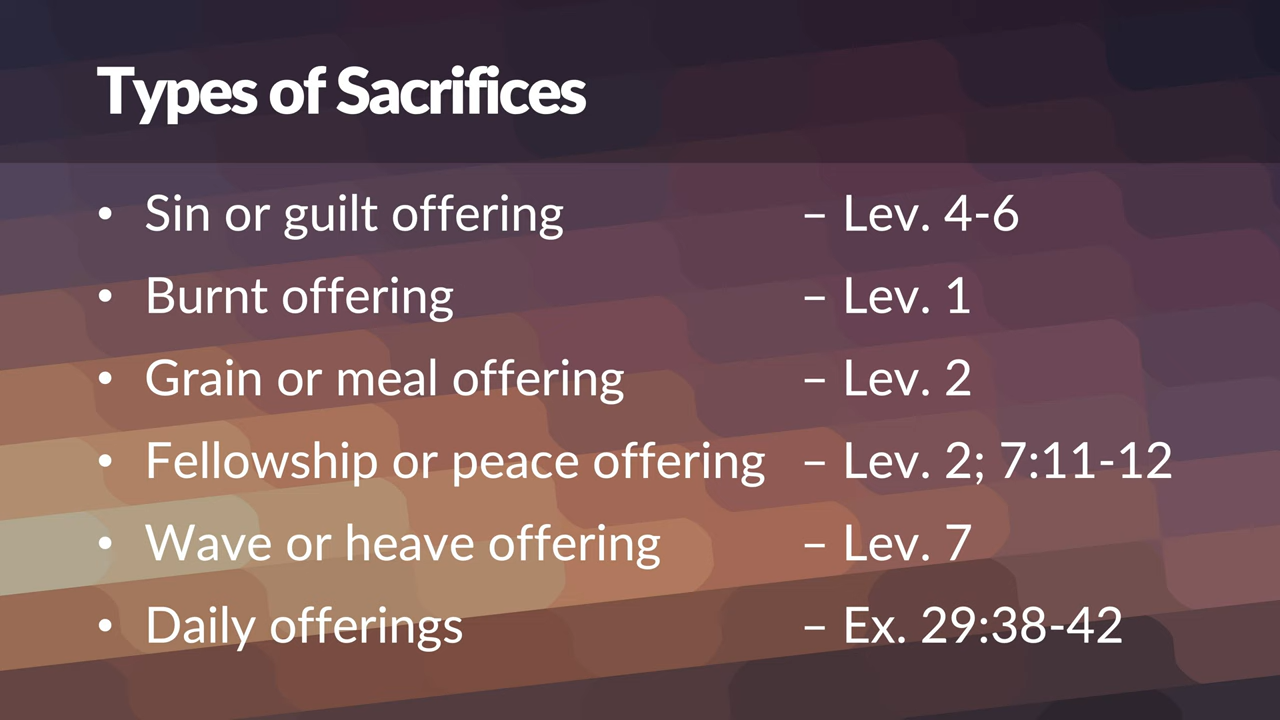 Types of Sacrifices
• Sin or guilt offering – Lev. 4-6
• Burnt offering – Lev. 1
• Grain or meal offering – Lev. 2
• Fellowship or peace offering – Lev. 2; 7:11-12
• Wave or heave offering – Lev. 7
• Daily offerings – Ex. 29:38-42